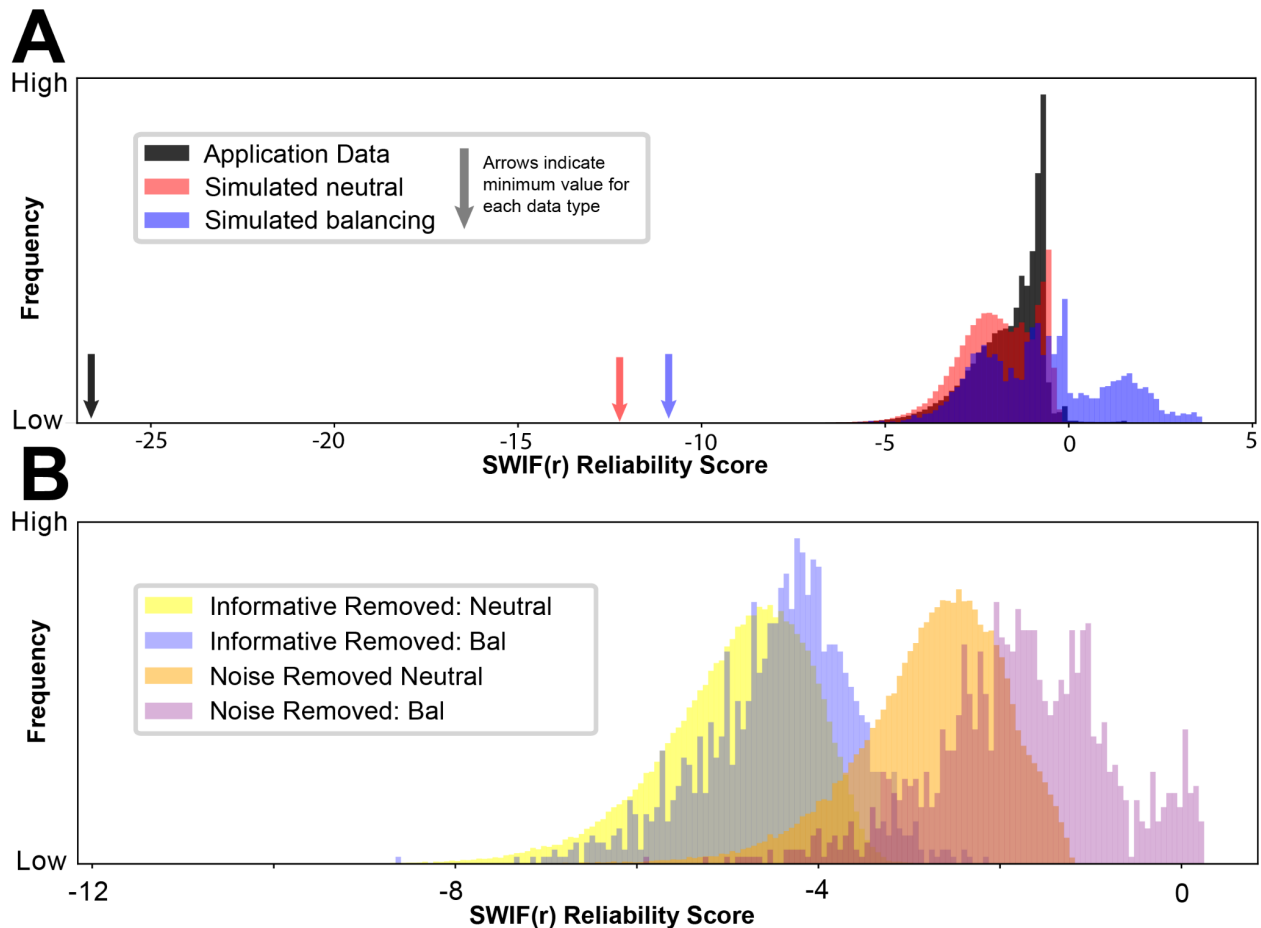 A
High
Frequency
Low
Application Data
Simulated neutral
Simulated balancing
Arrows indicate
minimum value for
each data type
-25 -20 -15 -10 -5 0 5
SWIF(r) Reliability Score
B
High
Frequency
Low
Informative Removed: Neutral
Informative Removed: Bal
Noise Removed Neutral
Noise Removed: Bal
-12 -8 -4 0
SWIF(r) Reliability Score